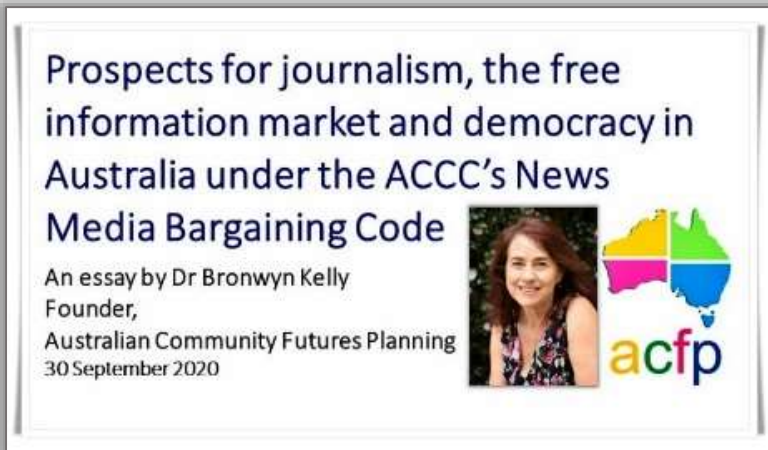 Prospects for journalism, the free
information market and democracy in
Australia under the ACCC's News
Media Bargaining Code
An essay by Dr Bronwyn Kelly
Founder,
Australian Community Futures Planning
30 September 2020
acfp